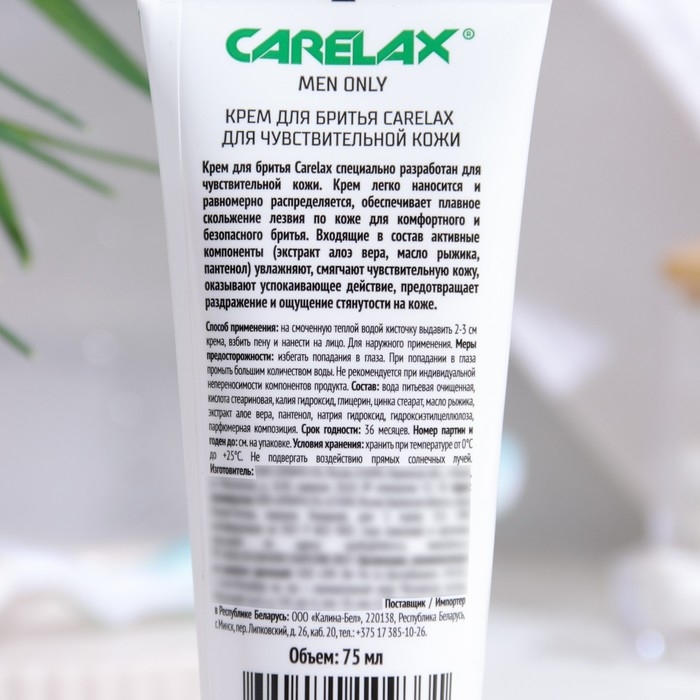 CARELAX®
MEN ONLY
КРЕМ ДЛЯ БРИТЬЯ CARELAX
ДЛЯ ЧУВСТВИТЕЛЬНОЙ КОЖИ
Крем для бритья Carelax специально разработан для
чувствительной кожи. Крем легко наносится и
равномерно распределяется, обеспечивает плавное
скольжение лезвия по коже для комфортного и
безопасного бритья. Входящие в состав активные
компоненты (экстракт алоэ вера, масло рыжика,
пантенол) увлажняют, смягчают чувствительную кожу,
оказывают успокаивающее действие, предотвращает
раздражение и ощущение стянутости на коже.
Способ применения: на смоченную теплой водой кисточку выдавить 2-3 см
крема, взбить пену и нанести на лицо. Для наружного применения. Меры
предосторожности: избегать попадания в глаза. При попадании в глаза
промыть большим количеством воды. Не рекомендуется при индивидуальной
непереносимости компонентов продукта. Состав: вода питьевая очищенная,
кислота стеариновая, калия гидроксид, глицерин, цинка стеарат, масло рыжика,
экстракт алое вера, пантенол, натрия гидроксид, гидроксиэтилцеллюлоза,
парфюмерная композиция. Срок годности: 36 месяцев. Номер партии и
годен до: см. на упаковке. Условия хранения: хранить при температуре от 0°C
до +25°C. Не подвергать воздействию прямых солнечных лучей.
Изготовитель:
Поставщик / Импортер
в Республике Беларусь: ООО «Калина-Бел», 220138, Республика Беларусь,
г.Минск, пер.Липковский, д. 26, каб. 20, тел.: +375 17 385-10-26.
Объем: 75 мл